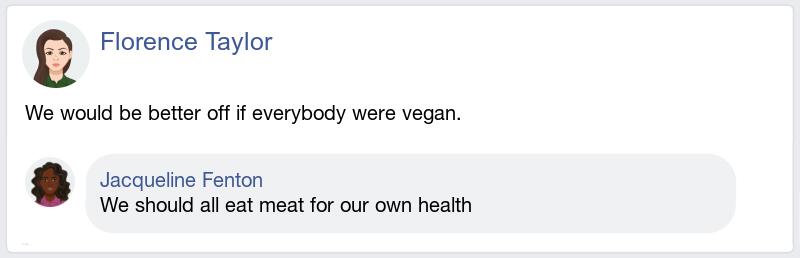 Florence Taylor
We would be better off if everybody were vegan.
Jacqueline Fenton
We should all eat meat for our own health